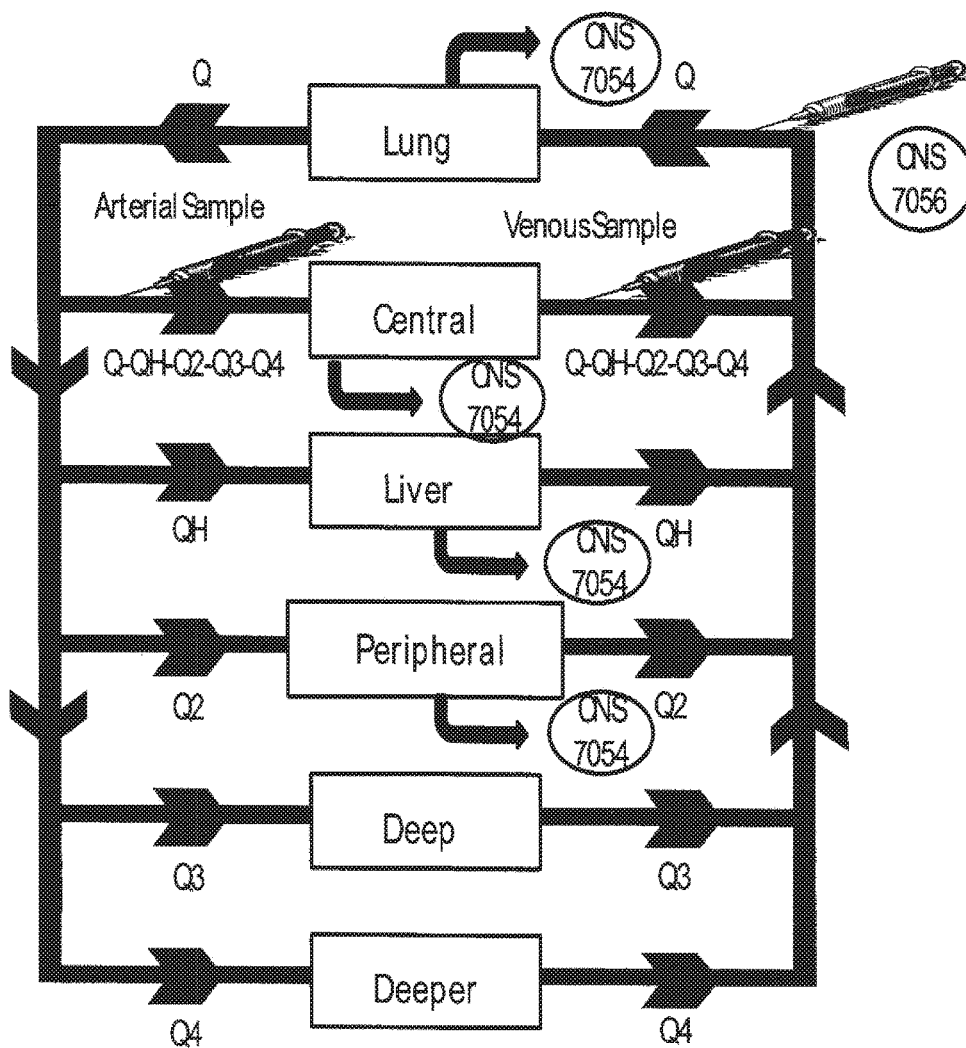 CNS
7054
Q
Q
Lung
CNS
7056
Arterial Sample
Venous Sample
Central
Q-QH-Q2-Q3-Q4
Q-QH-Q2-Q3-Q4
CNS
7054
Liver
QH
QH
CNS
7054
Peripheral
Q2
Q2
CNS
7054
Deep
Q3
Q3
Deeper
Q4
Q4